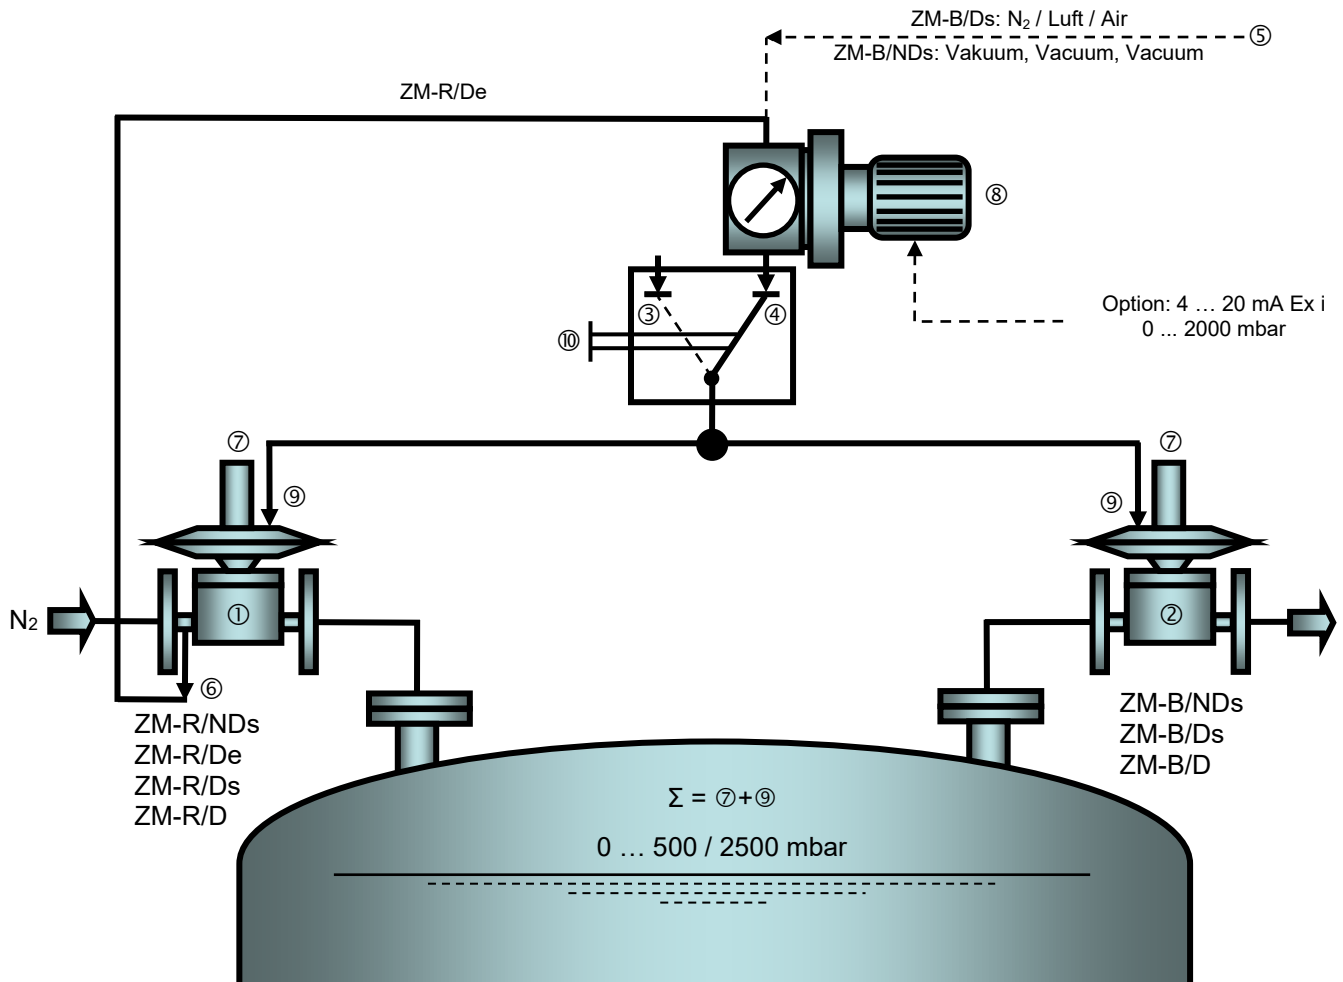 ZM-B/Ds: N₂ / Luft / Air
⑤
ZM-B/NDs: Vakuum, Vacuum, Vacuum
ZM-R/De
⑧
③
④
Option: 4 … 20 mA Ex i
0 ... 2000 mbar
⑩
⑦
⑦
⑨
⑨
N₂
①
②
⑥
ZM-R/NDs
ZM-R/De
ZM-R/Ds
ZM-R/D
ZM-B/NDs
ZM-B/Ds
ZM-B/D
Σ = ⑦+⑨
0 … 500 / 2500 mbar